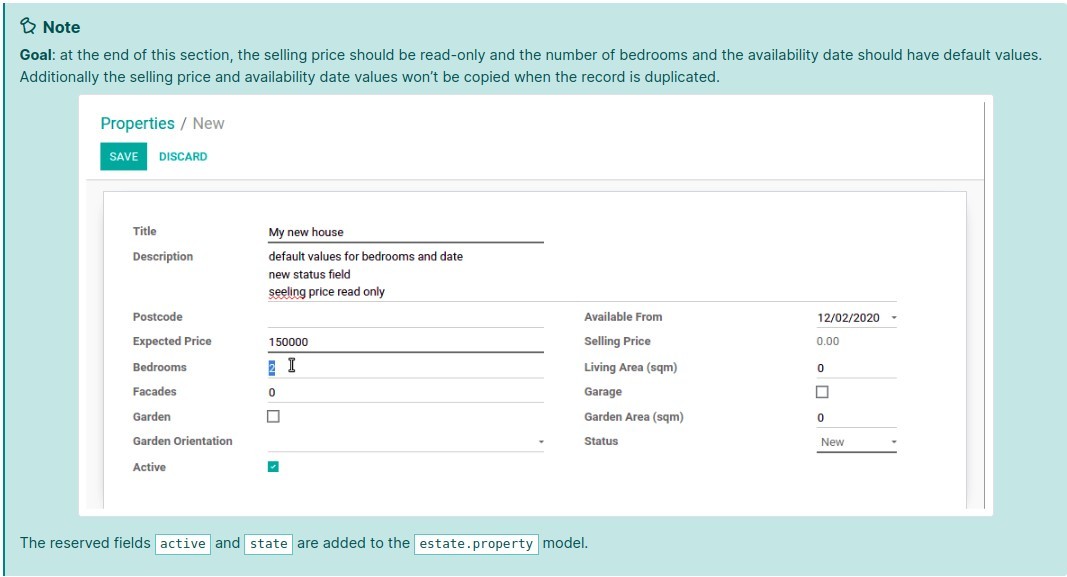 Note
Goal: at the end of this section, the selling price should be read-only and the number of bedrooms and the availability date should have default values.
Additionally the selling price and availability date values won't be copied when the record is duplicated.
Properties / New
SAVE DISCARD
Title My new house
Description default values for bedrooms and date
new status field
seeling price read only
Postcode Available From 12/02/2020
Expected Price 150000 Selling Price 0.00
Bedrooms 2 Living Area (sqm) 0
Facades 0 Garage
Garden Garden Area (sqm) 0
Garden Orientation Status New
Active
The reserved fields active and state are added to the estate.property model.